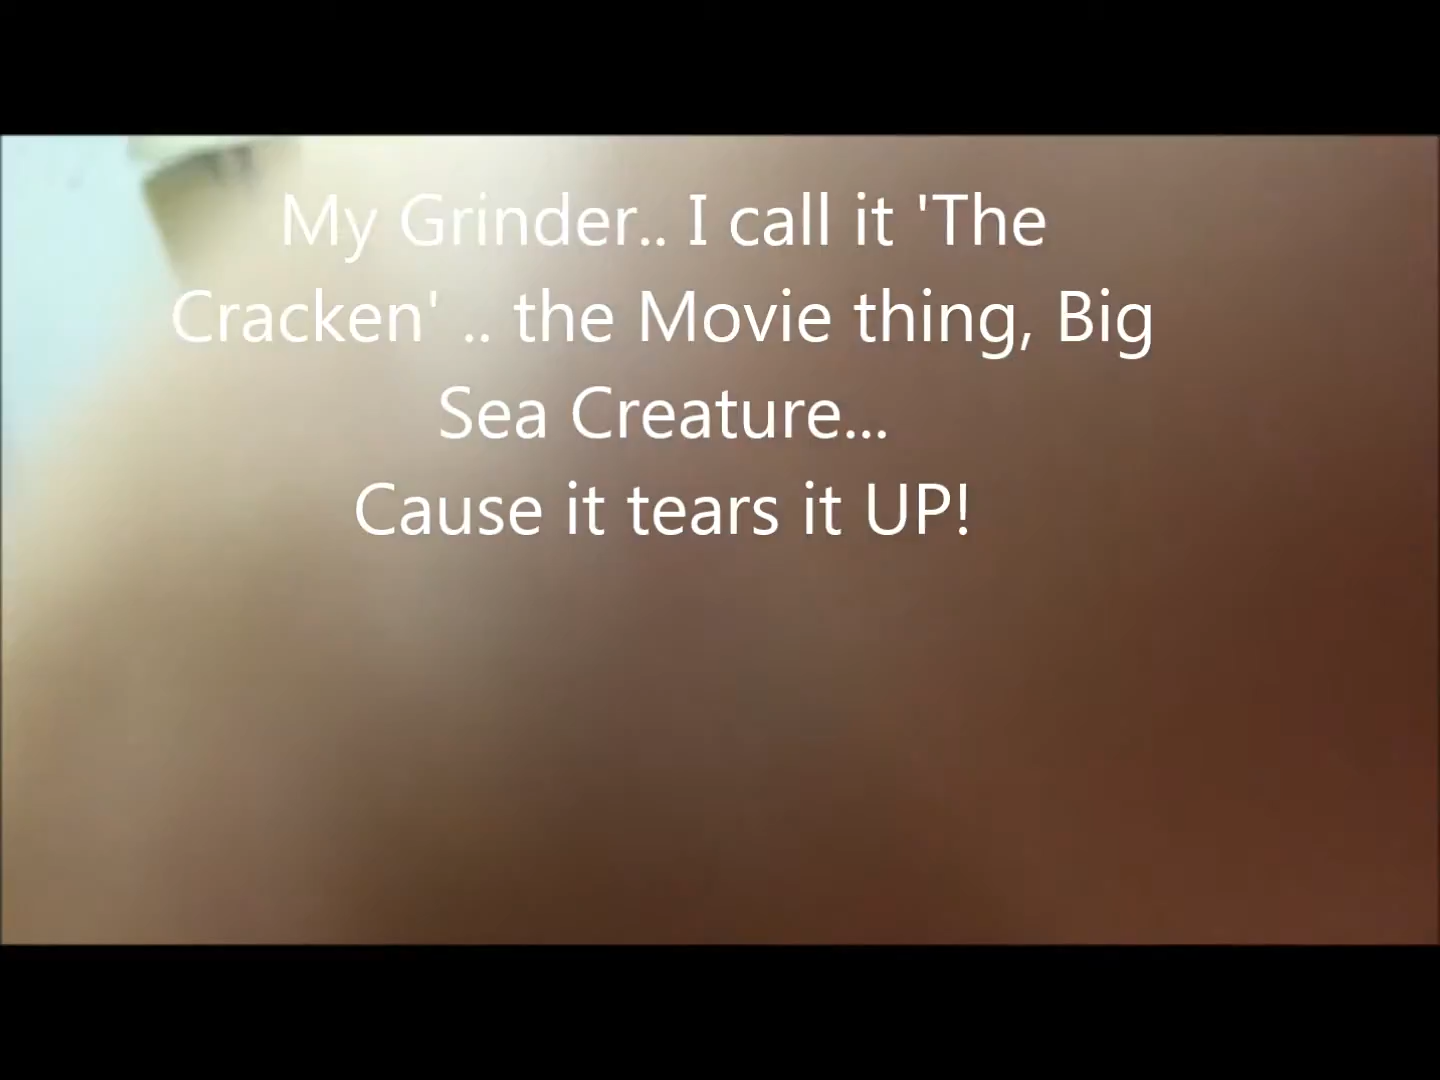 My Grinder.. I call it 'The
Cracken' .. the Movie thing, Big
Sea Creature...
Cause it tears it UP!